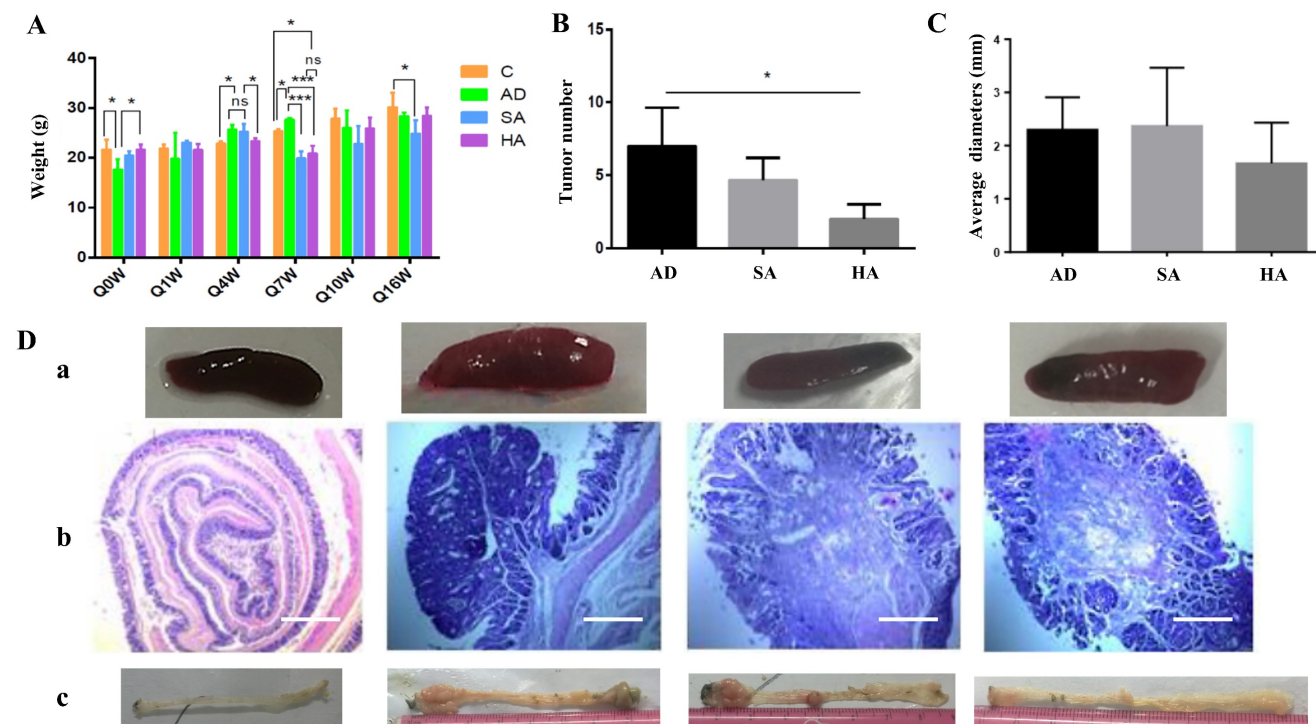 A
Weight (g)
40
30
20
10
0
* * * ns * * * *** *** ns *
Q0W Q1W Q4W Q7W Q10W Q16W
C
AD
SA
HA
B
Tumor number
15
10
5
0
*
AD SA HA
C
Average diameters (mm)
4
3
2
1
0
AD SA HA
D
a
b
c